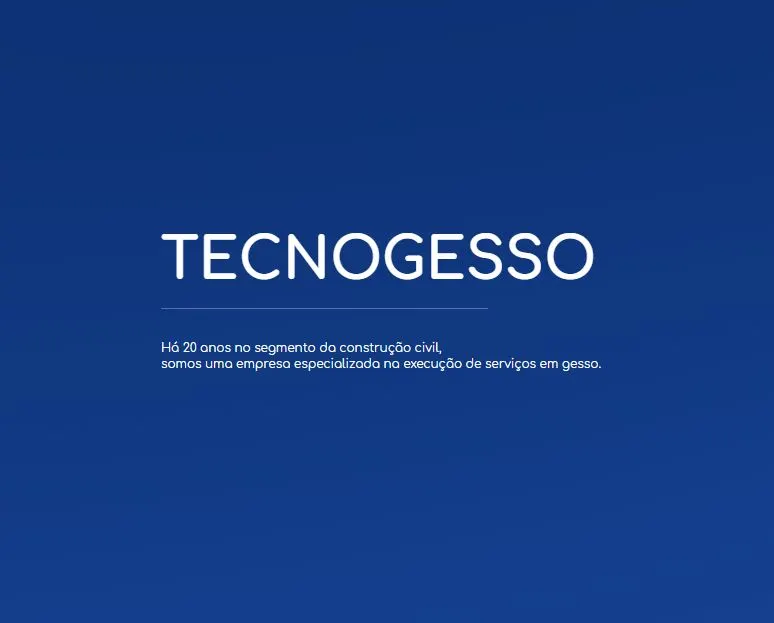 TECNOGESSO
Há 20 anos no segmento da construção civil,
somos uma empresa especializada na execução de serviços em gesso.